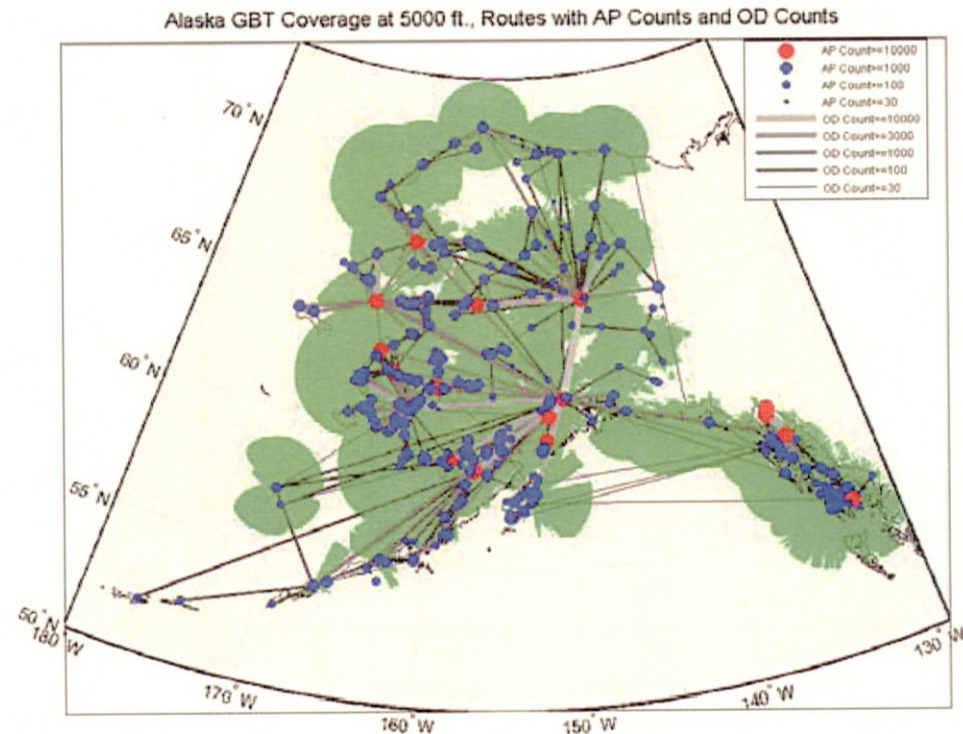 Alaska GBT Coverage at 5000 ft., Routes with AP Counts and OD Counts
AP Count>=10000
AP Count>=1000
AP Count>=100
AP Count>=30
OD Count>=10000
OD Count>=3000
OD Count>=1000
OD Count>=100
OD Count>=30
70°N
65°N
60°N
55°N
50°N
180°W
170°W
160°W
150°W
140°W
130°W